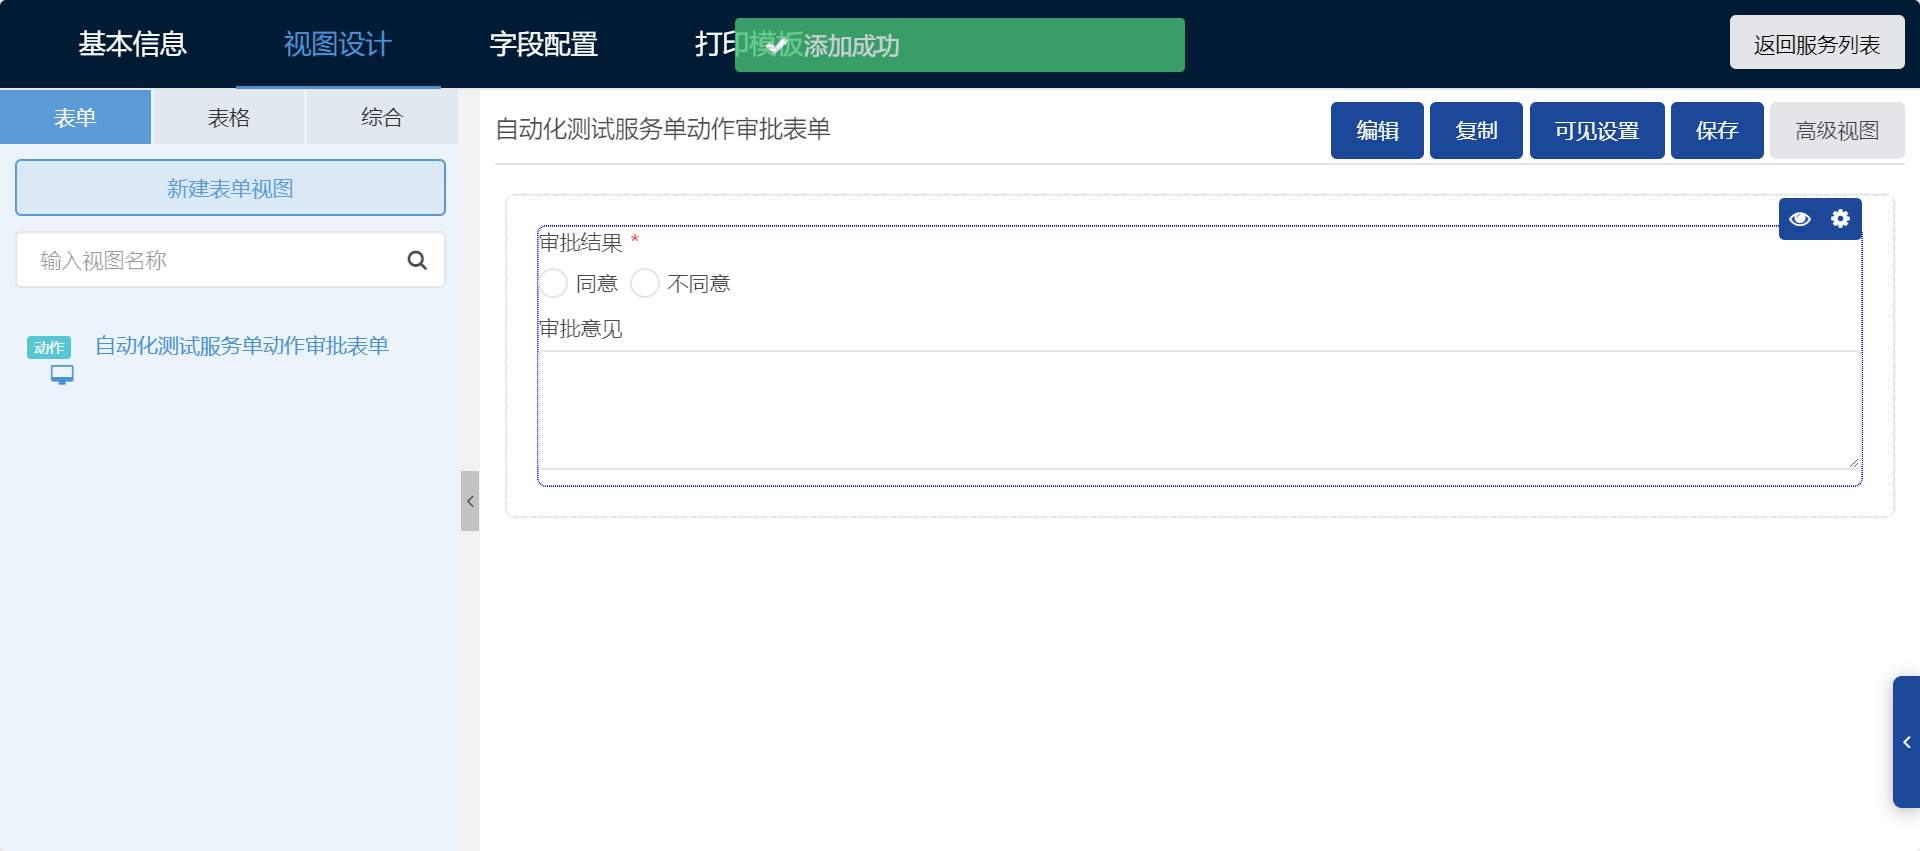 基本信息
视图设计
字段配置
打印模板
添加成功
返回服务列表
表单
表格
综合
新建表单视图
输入视图名称
动作
自动化测试服务单动作审批表单
自动化测试服务单动作审批表单
编辑
复制
可见设置
保存
高级视图
审批结果 *
同意
不同意
审批意见